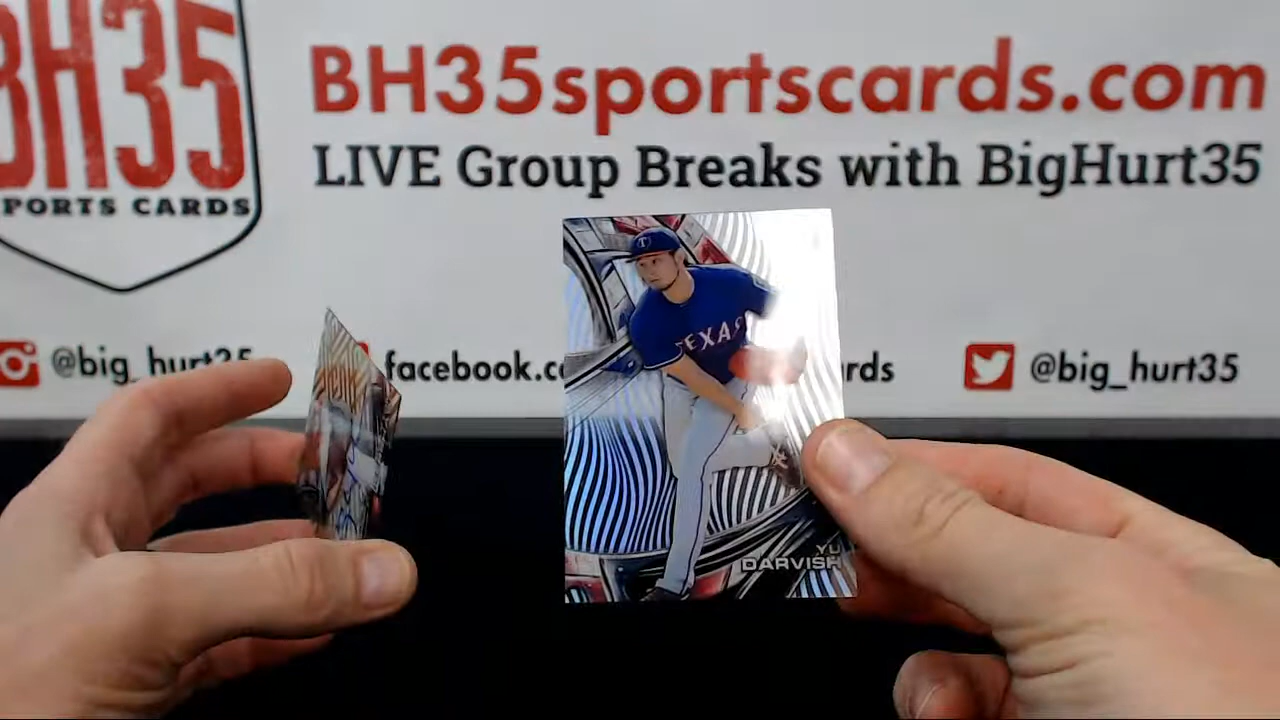 BH35
PORTS CARDS
BH35sportscards.com
LIVE Group Breaks with BigHurt35
@big_hurt35
facebook.c
rds
@big_hurt35
T
TEXAS
YU
DARVISH